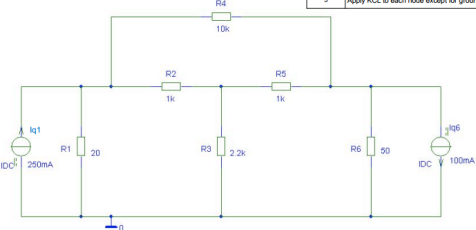 Apply KCL to each node except for
R4
10k
R2
1k
R5
1k
Iq1
IDC
250mA
R1
20
R3
2.2k
R6
50
Iq6
IDC
100mA
0